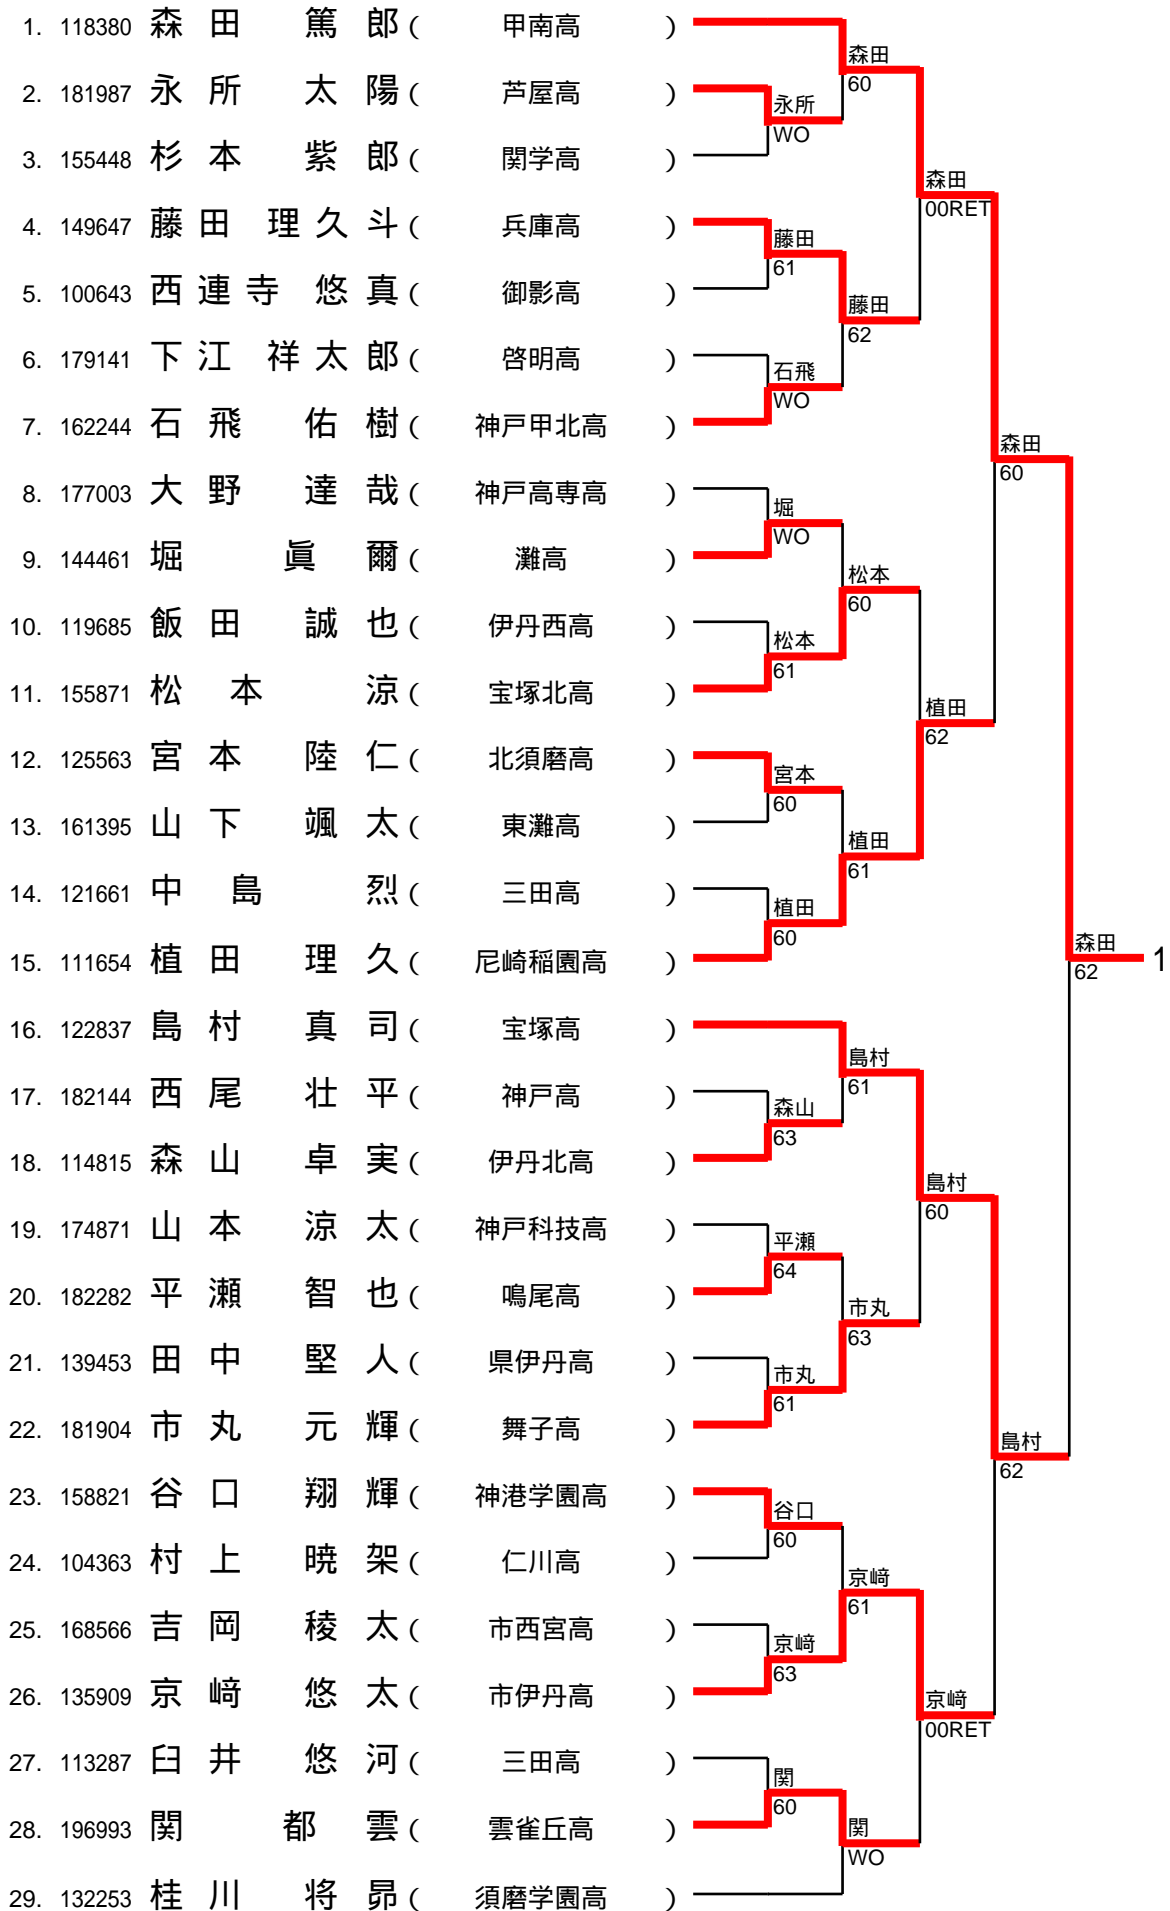 1. 118380 森田 篤郎 ( 甲南高 )
森田
60
2. 181987 永所 太陽 ( 芦屋高 )
永所
WO
3. 155448 杉本 紫郎 ( 関学高 )
森田
00RET
4. 149647 藤田 理久斗 ( 兵庫高 )
藤田
61
5. 100643 西連寺 悠真 ( 御影高 )
藤田
62
6. 179141 下江 祥太郎 ( 啓明高 )
石飛
WO
7. 162244 石飛 佑樹 ( 神戸甲北高 )
森田
60
8. 177003 大野 達哉 ( 神戸高専高 )
堀
WO
9. 144461 堀 眞爾 ( 灘高 )
松本
60
10. 119685 飯田 誠也 ( 伊丹西高 )
松本
61
11. 155871 松本 涼 ( 宝塚北高 )
植田
62
12. 125563 宮本 陸仁 ( 北須磨高 )
宮本
60
13. 161395 山下 颯太 ( 東灘高 )
植田
61
14. 121661 中島 烈 ( 三田高 )
植田
60
15. 111654 植田 理久 ( 尼崎稲園高 )
森田
62
1
16. 122837 島村 真司 ( 宝塚高 )
島村
61
17. 182144 西尾 壮平 ( 神戸高 )
森山
63
18. 114815 森山 卓実 ( 伊丹北高 )
島村
60
19. 174871 山本 涼太 ( 神戸科技高 )
平瀬
64
20. 182282 平瀬 智也 ( 鳴尾高 )
市丸
63
21. 139453 田中 堅人 ( 県伊丹高 )
市丸
61
22. 181904 市丸 元輝 ( 舞子高 )
島村
62
23. 158821 谷口 翔輝 ( 神港学園高 )
谷口
60
24. 104363 村上 暁架 ( 仁川高 )
京﨑
61
25. 168566 吉岡 稜太 ( 市西宮高 )
京﨑
63
26. 135909 京﨑 悠太 ( 市伊丹高 )
京﨑
00RET
27. 113287 臼井 悠河 ( 三田高 )
関
60
28. 196993 関 都雲 ( 雲雀丘高 )
関
WO
29. 132253 桂川 将昴 ( 須磨学園高 )